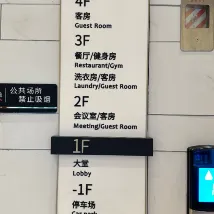 4F
客房
Guest Room
3F
餐厅/健身房
Restaurant/Gym
洗衣房/客房
Laundry/Guest Room
2F
会议室/客房
Meeting/Guest Room
1F
大堂
Lobby
-1F
停车场
Car park
公共场所
禁止吸烟